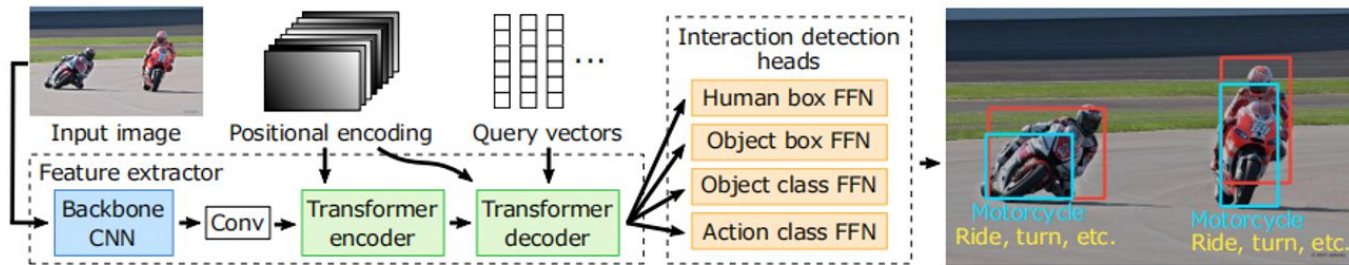 Input image
Positional encoding
Query vectors
...
Feature extractor
Backbone
CNN
Conv
Transformer
encoder
Transformer
decoder
Interaction detection
heads
Human box FFN
Object box FFN
Object class FFN
Action class FFN
Motorcycle
Ride, turn, etc.
Motorcycle
Ride, turn, etc.